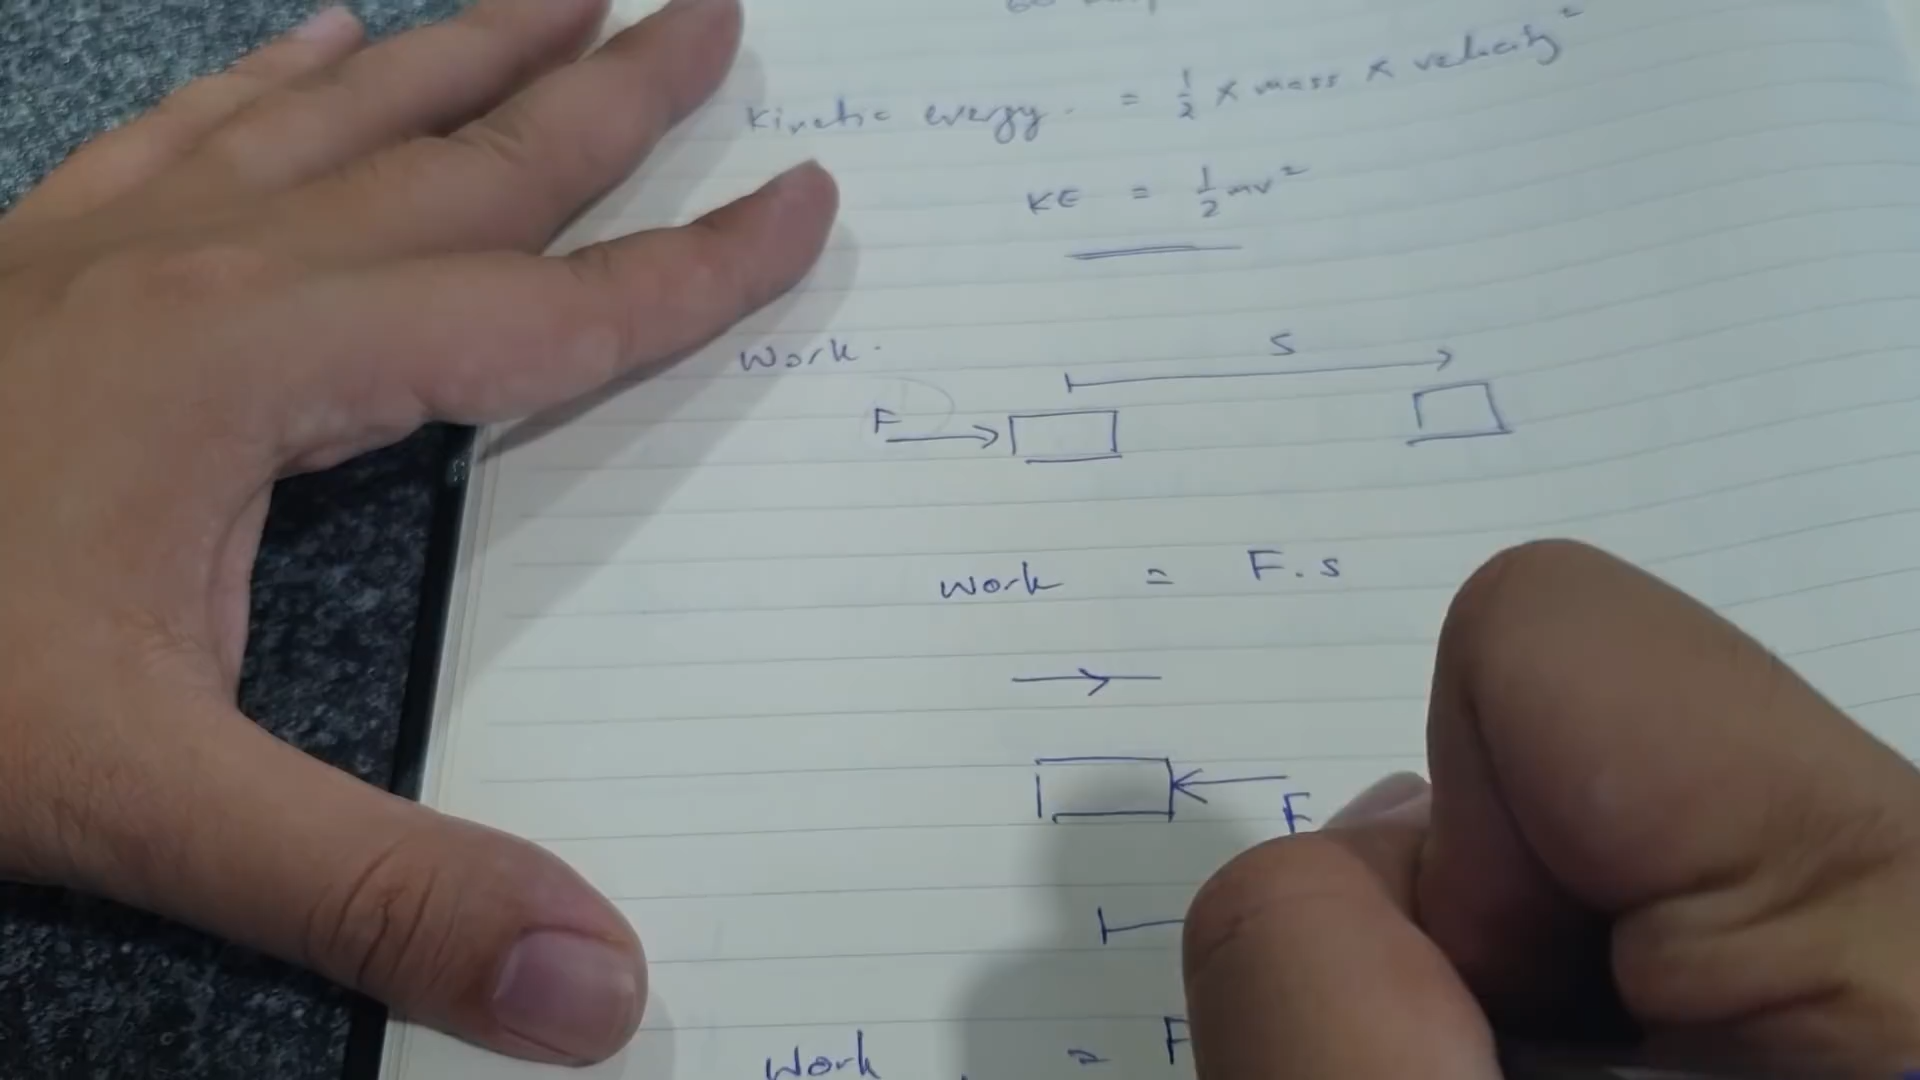 Kinetic energy. = 1/2 x mass x velocity²
KE = 1/2 mv²
Work.
S
F
Work = F.s
F
Work = F